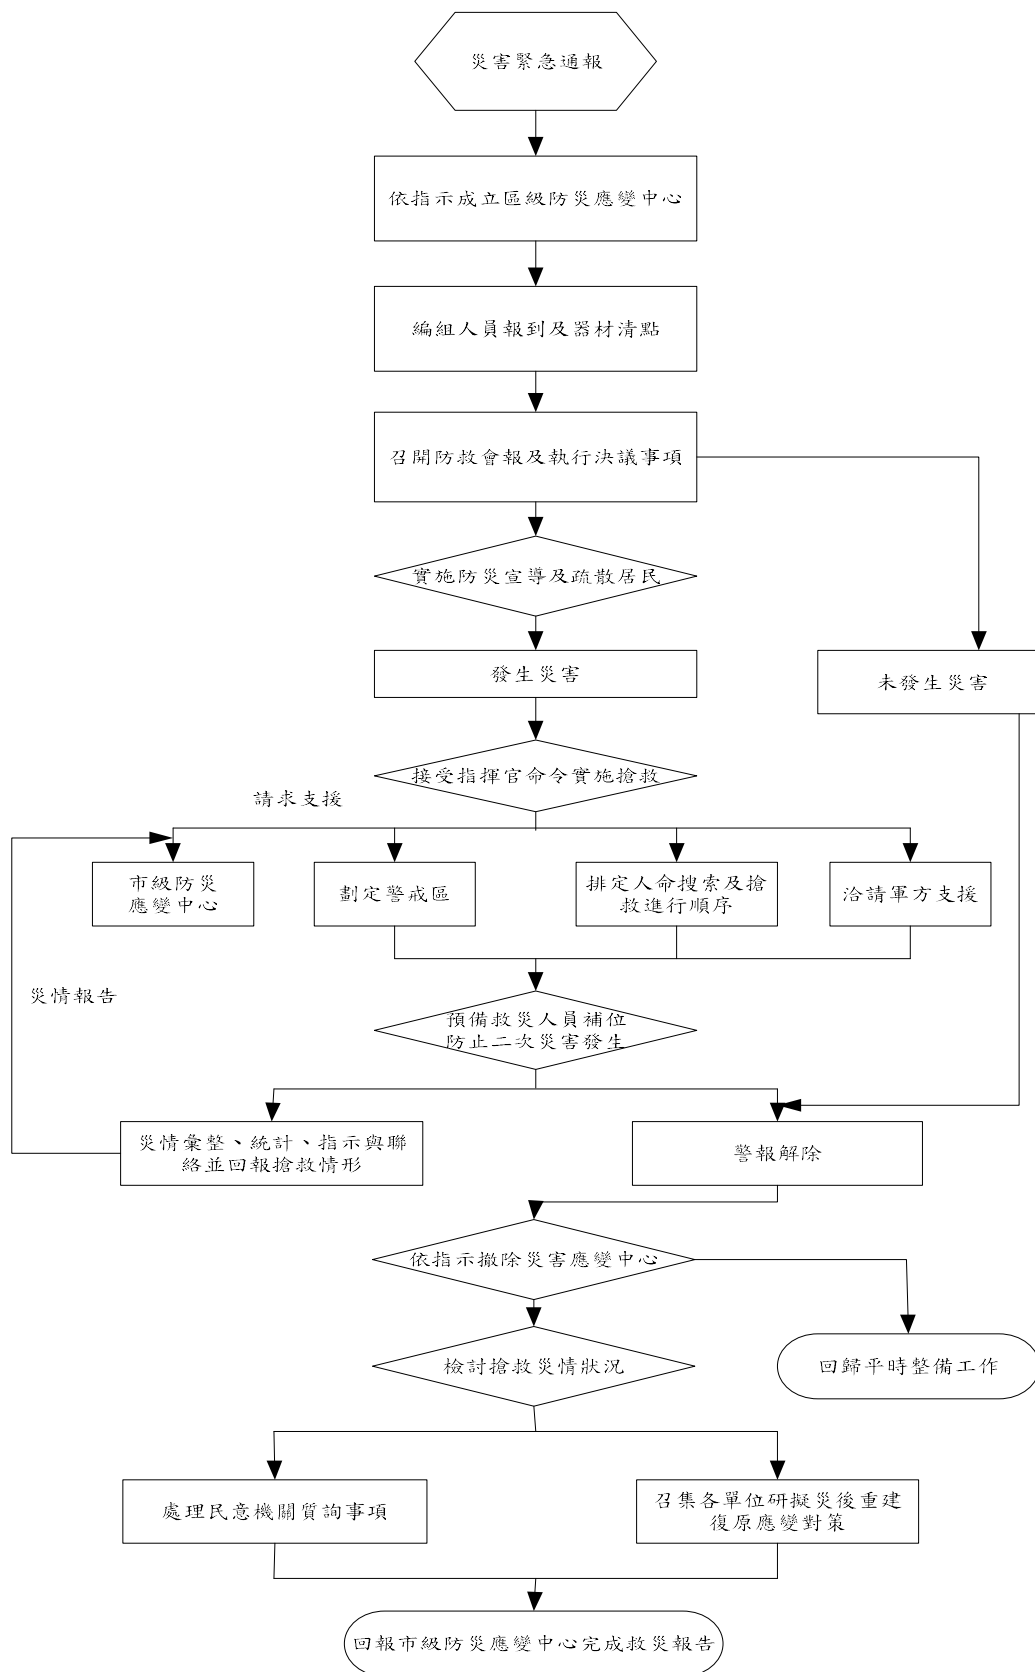 災害緊急通報
依指示成立區級防災應變中心
編組人員報到及器材清點
召開防救會報及執行決議事項
實施防災宣導及疏散居民
發生災害
未發生災害
接受指揮官命令實施搶救
請求支援
市級防災
應變中心
劃定警戒區
排定人命搜索及搶
救進行順序
洽請軍方支援
災情報告
預備救災人員補位
防止二次災害發生
災情彙整、統計、指示與聯
絡並回報搶救情形
警報解除
依指示撤除災害應變中心
檢討搶救災情狀況
回歸平時整備工作
處理民意機關質詢事項
召集各單位研擬災後重建
復原應變對策
回報市級防災應變中心完成救災報告